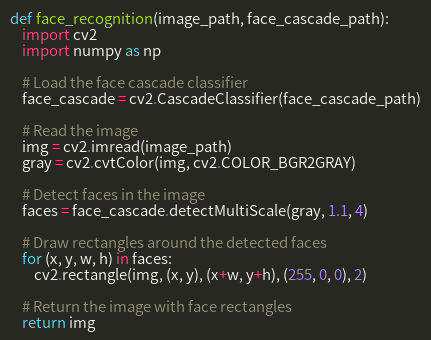 def face_recognition(image_path, face_cascade_path):
    import cv2
    import numpy as np

    # Load the face cascade classifier
    face_cascade = cv2.CascadeClassifier(face_cascade_path)

    # Read the image
    img = cv2.imread(image_path)
    gray = cv2.cvtColor(img, cv2.COLOR_BGR2GRAY)

    # Detect faces in the image
    faces = face_cascade.detectMultiScale(gray, 1.1, 4)

    # Draw rectangles around the detected faces
    for (x, y, w, h) in faces:
        cv2.rectangle(img, (x, y), (x+w, y+h), (255, 0, 0), 2)

    # Return the image with face rectangles
    return img